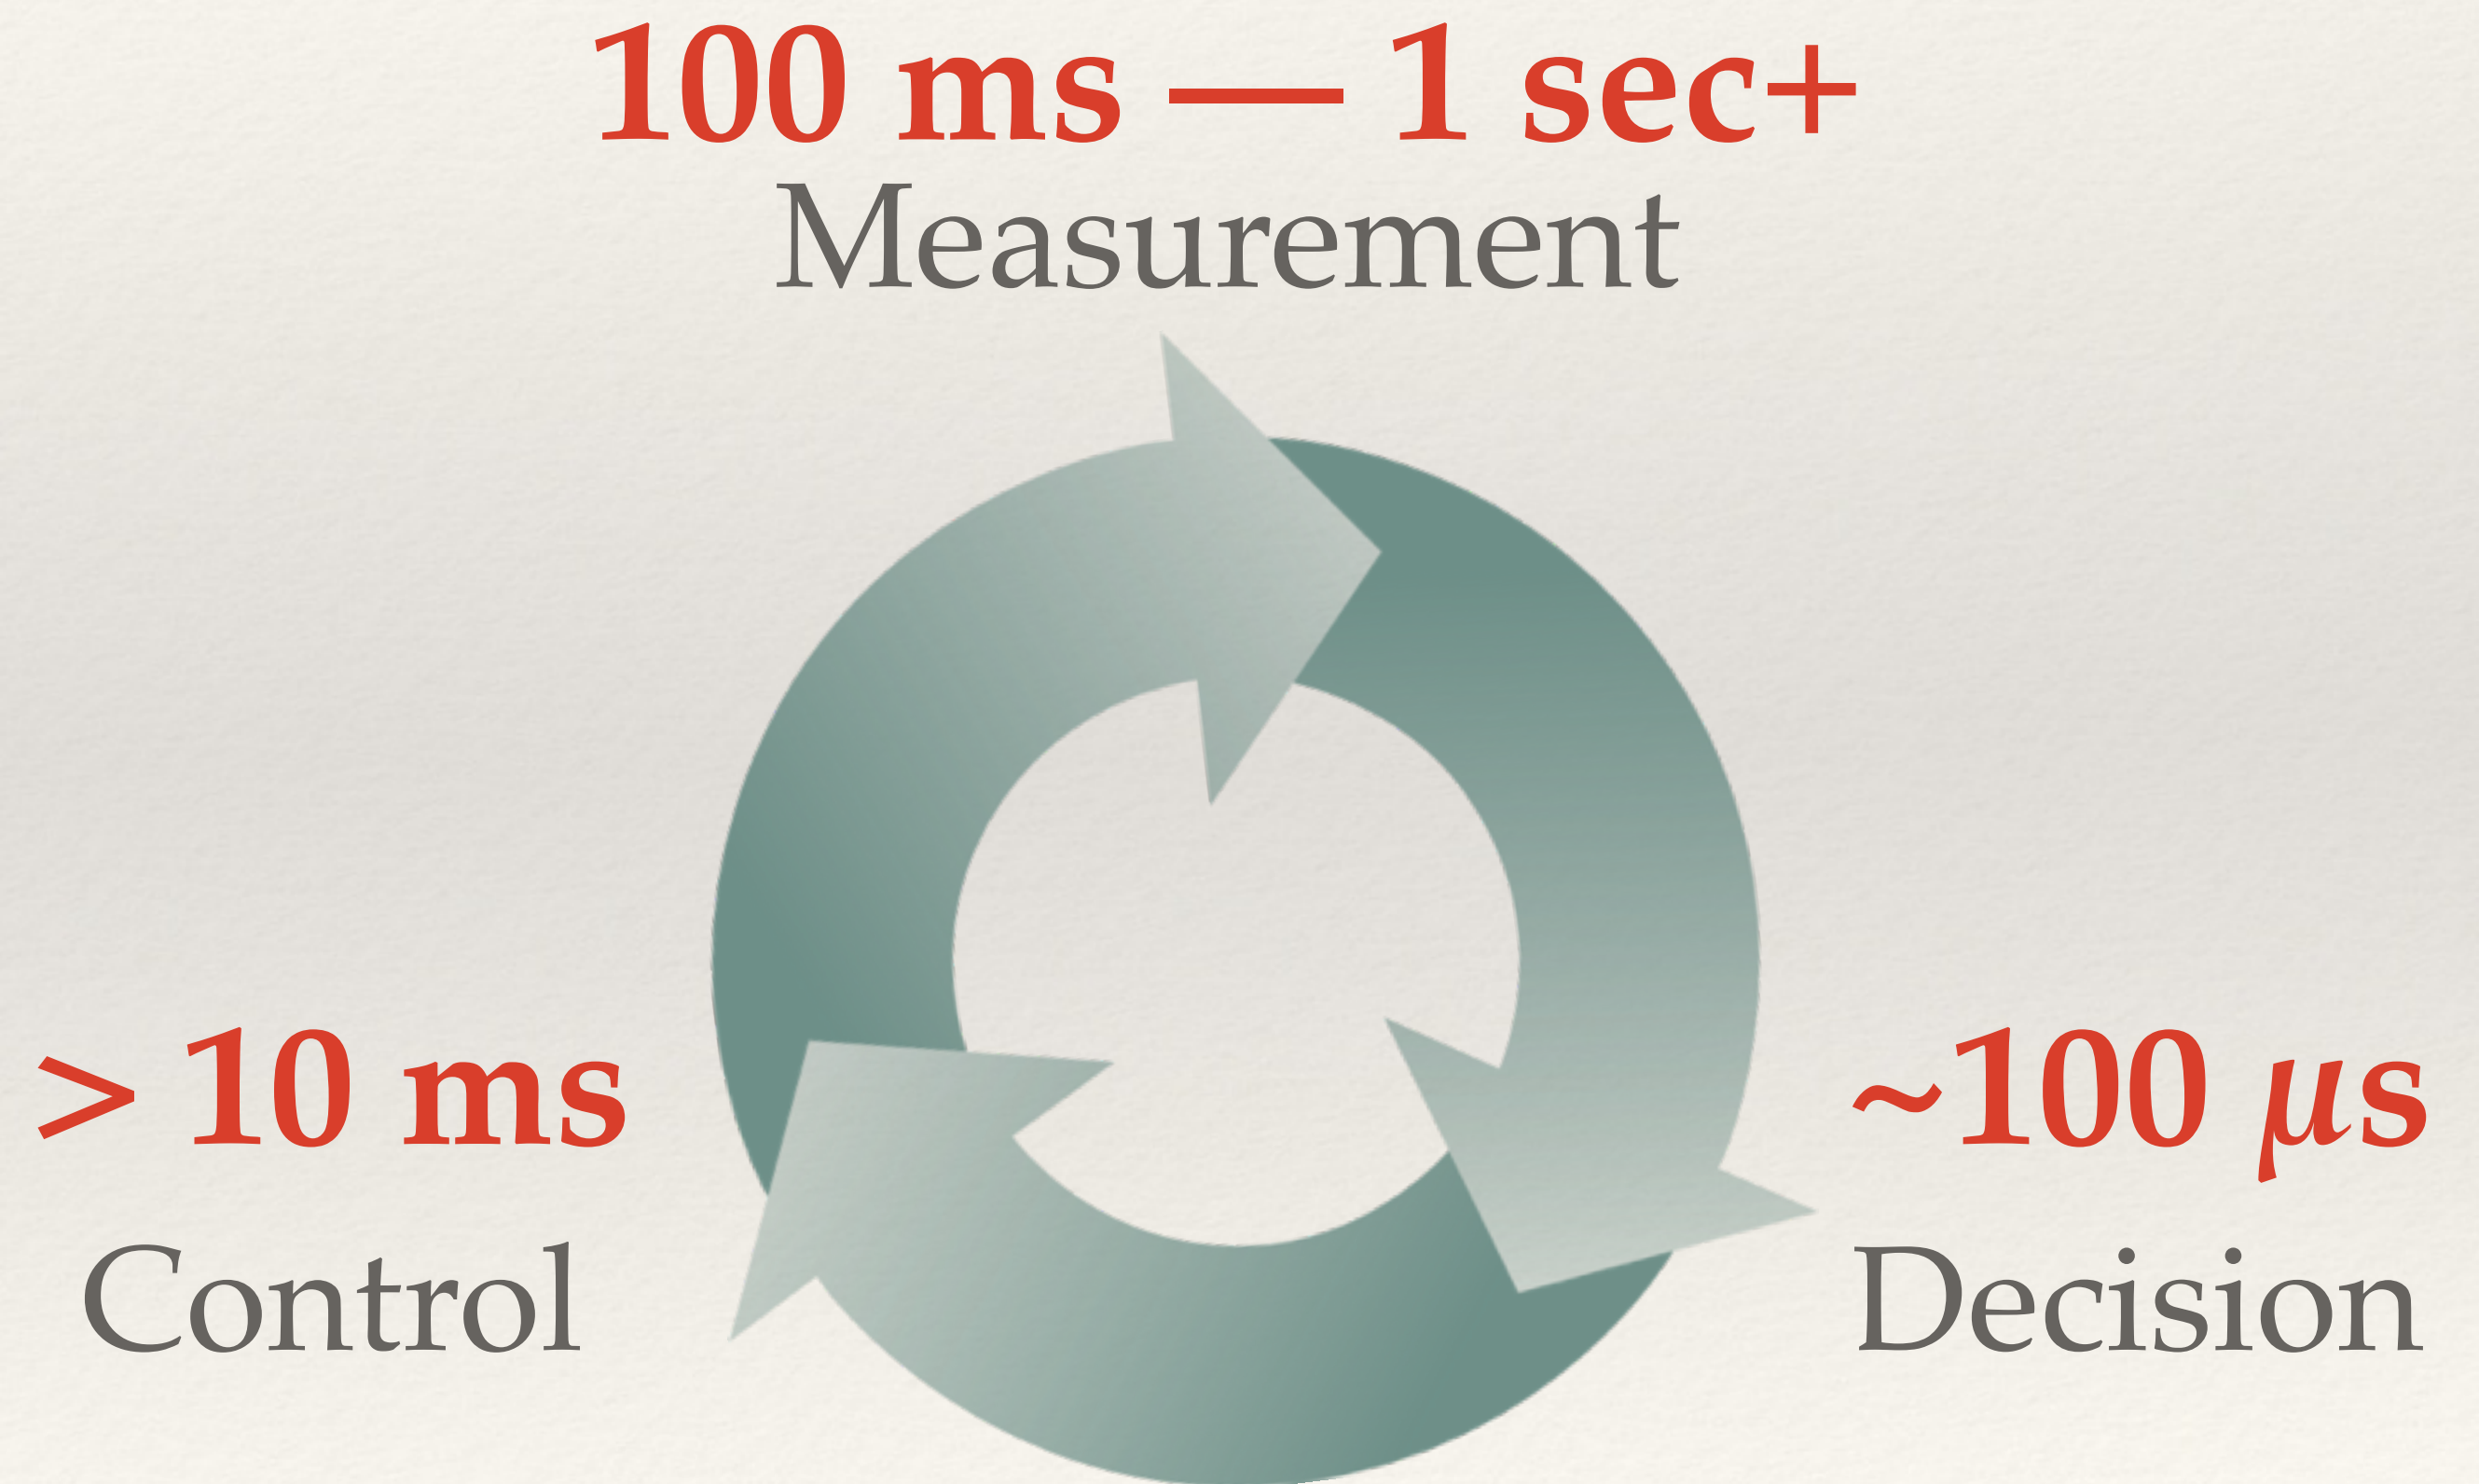 100 ms — 1 sec+
Measurement
> 10 ms
Control
~100 µs
Decision